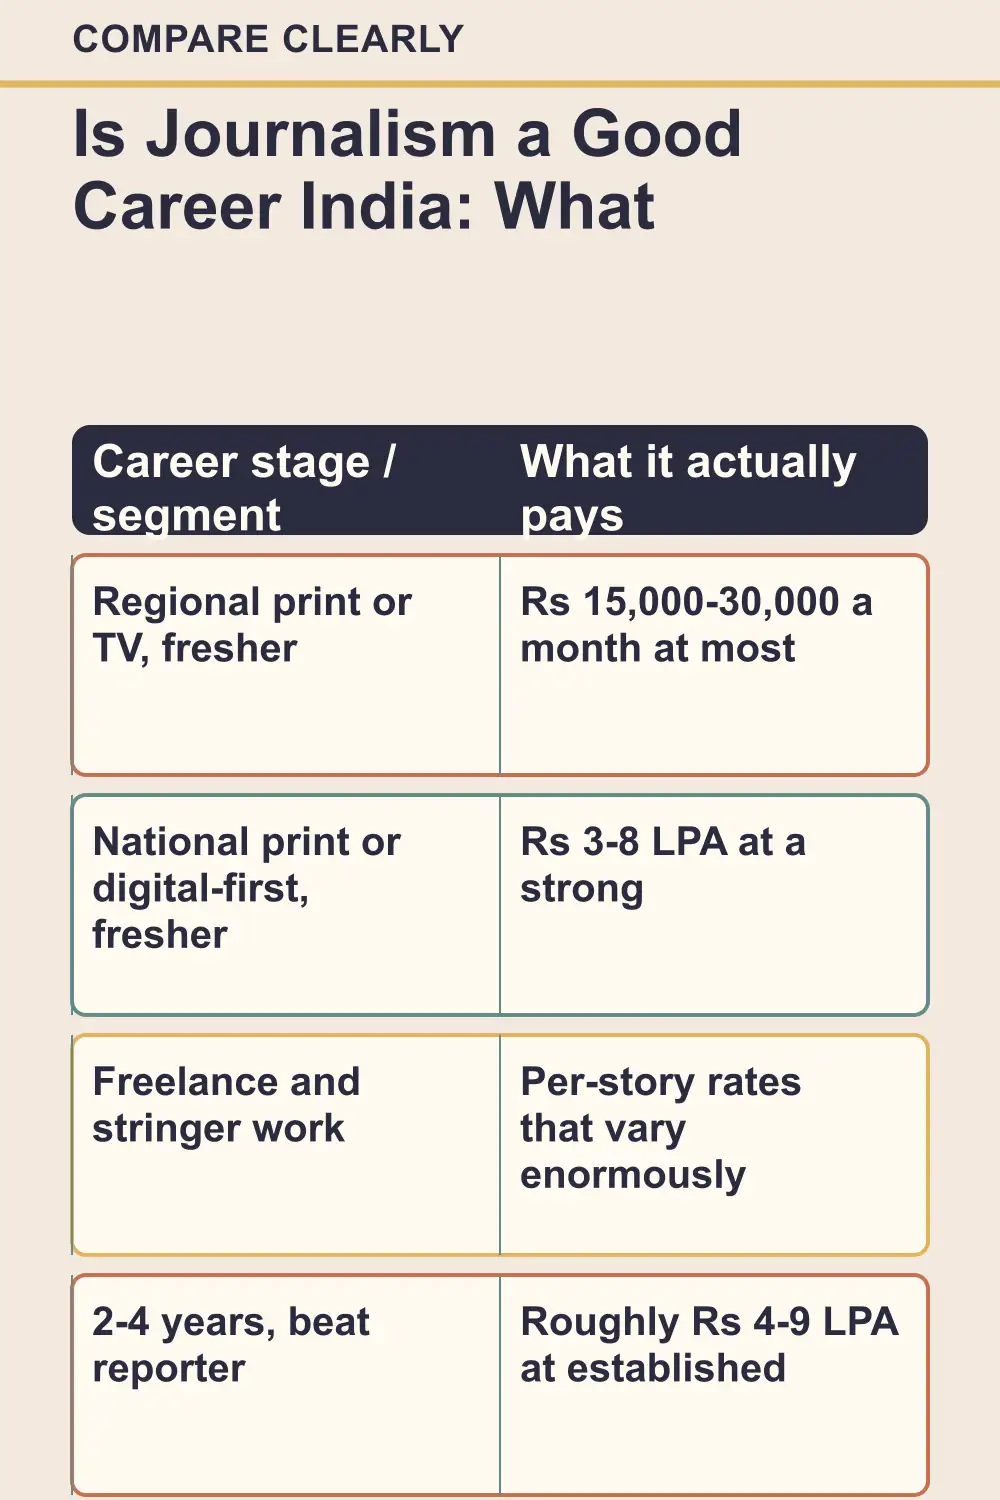 COMPARE CLEARLY
Is Journalism a Good
Career India: What
Career stage /
segment
What it actually
pays
Regional print or
TV, fresher
Rs 15,000-30,000 a
month at most
National print or
digital-first,
fresher
Rs 3-8 LPA at a
strong
Freelance and
stringer work
Per-story rates
that vary
enormously
2-4 years, beat
reporter
Roughly Rs 4-9 LPA
at established